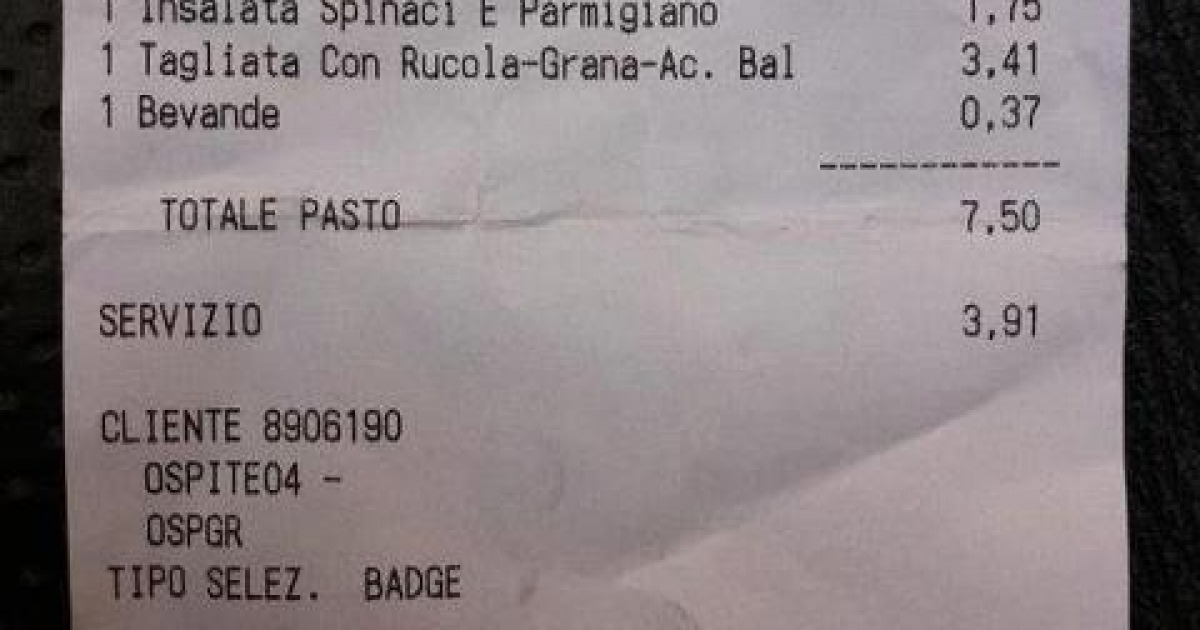 1 Insalata Spinaci E Parmigiano 1,75
1 Tagliata Con Rucola-Grana-Ac. Bal 3,41
1 Bevande 0,37
------------
TOTALE PASTO 7,50
SERVIZIO 3,91
CLIENTE 8906190
OSPITE04 -
OSPGR
TIPO SELEZ. BADGE